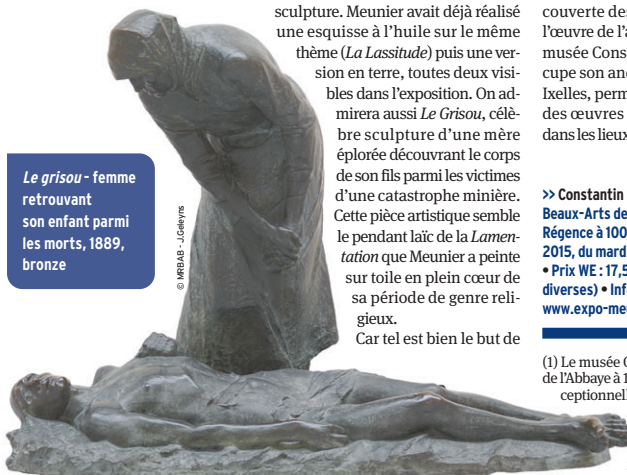 sculpture. Meunier avait déjà réalisé
une esquisse à l'huile sur le même
thème (La Lassitude) puis une ver-
sion en terre, toutes deux visi-
bles dans l'exposition. On ad-
mirera aussi Le Grisou, célè-
bre sculpture d'une mère
éplorée découvrant le corps
de son fils parmi les victimes
d'une catastrophe minière.
Cette pièce artistique semble
le pendant laïc de la Lamen-
tation que Meunier a peinte
sur toile en plein cœur de
sa période de genre reli-
gieux.
Car tel est bien le but de
Le grisou - femme
retrouvant
son enfant parmi
les morts, 1889,
bronze
© MRBAB - J.Geleyns
couverte des
l'œuvre de l'a
musée Cons
cupe son anc
Ixelles, perm
des œuvres
dans les lieux
>> Constantin
Beaux-Arts de
Régence à 100
2015, du mard
• Prix WE : 17,5
diverses) • Inf
www.expo-meu
(1) Le musée C
de l'Abbaye à 1
ceptionnell